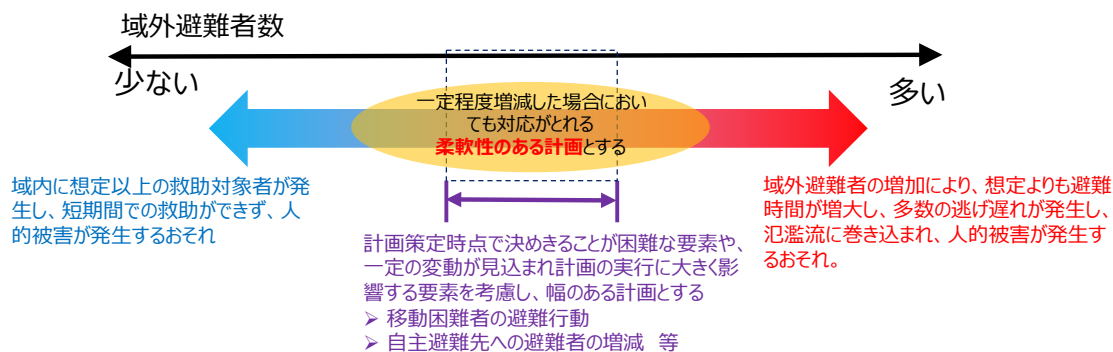 域外避難者数
少ない
多い
一定程度増減した場合におい
ても対応がとれる
柔軟性のある計画とする
域内に想定以上の救助対象者が発
生し、短期間での救助ができず、人
的被害が発生するおそれ
域外避難者の増加により、想定よりも避難
時間が増大し、多数の逃げ遅れが発生し、
氾濫流に巻き込まれ、人的被害が発生す
るおそれ。
計画策定時点で決めきることが困難な要素や、
一定の変動が見込まれ計画の実行に大きく影
響する要素を考慮し、幅のある計画とする
➢ 移動困難者の避難行動
➢ 自主避難先への避難者の増減 等